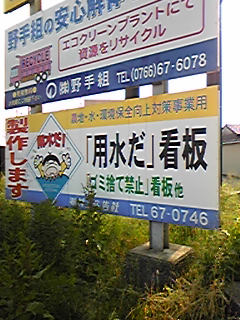 野手組の安心解体
エコクリーンプラントにて
資源をリサイクル
RECYCLE
㈱野手組 TEL(0766)67-6078
農地・水・環境保全向上対策事業用
製作します
「用水だ」看板
「ゴミ捨て禁止」看板他
TEL 67-0746